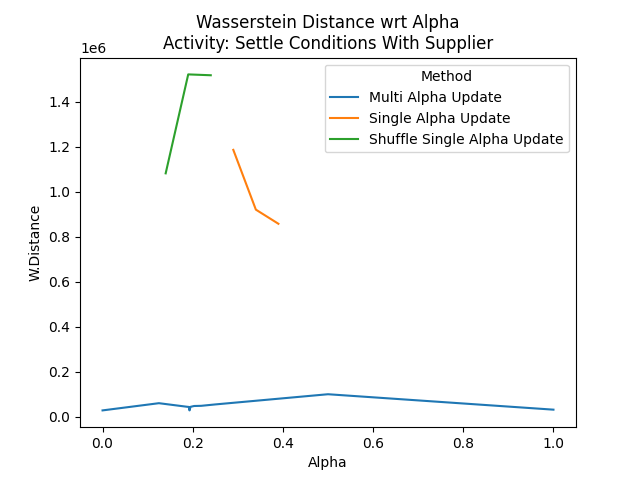 Wasserstein Distance wrt Alpha
Activity: Settle Conditions With Supplier
1e6
Method
Multi Alpha Update
Single Alpha Update
Shuffle Single Alpha Update
1.4
1.2
1.0
0.8
0.6
0.4
0.2
0.0
W.Distance
0.0 0.2 0.4 0.6 0.8 1.0
Alpha